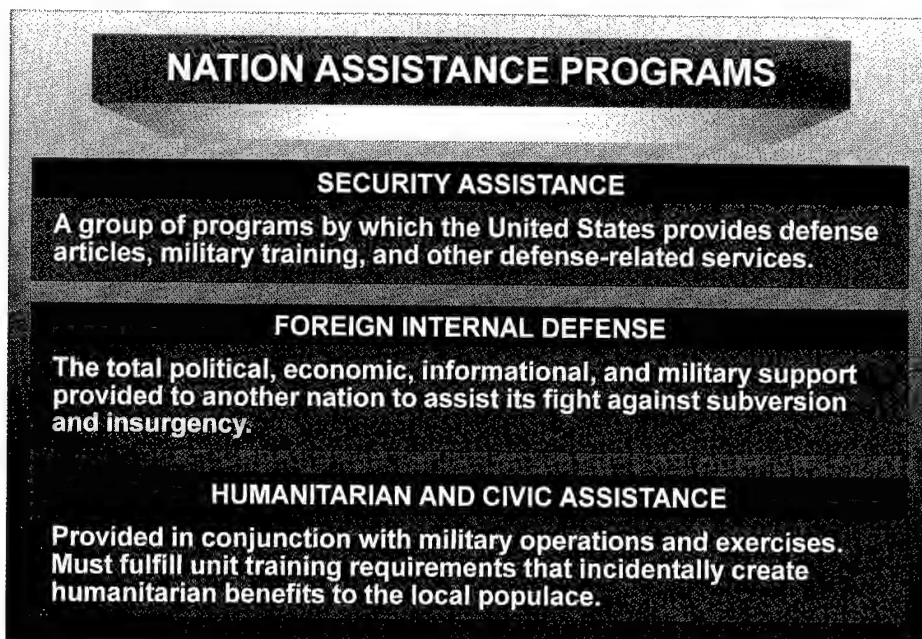 NATION ASSISTANCE PROGRAMS
SECURITY ASSISTANCE
A group of programs by which the United States provides defense
articles, military training, and other defense-related services.
FOREIGN INTERNAL DEFENSE
The total political, economic, informational, and military support
provided to another nation to assist its fight against subversion
and insurgency.
HUMANITARIAN AND CIVIC ASSISTANCE
Provided in conjunction with military operations and exercises.
Must fulfill unit training requirements that incidentally create
humanitarian benefits to the local populace.